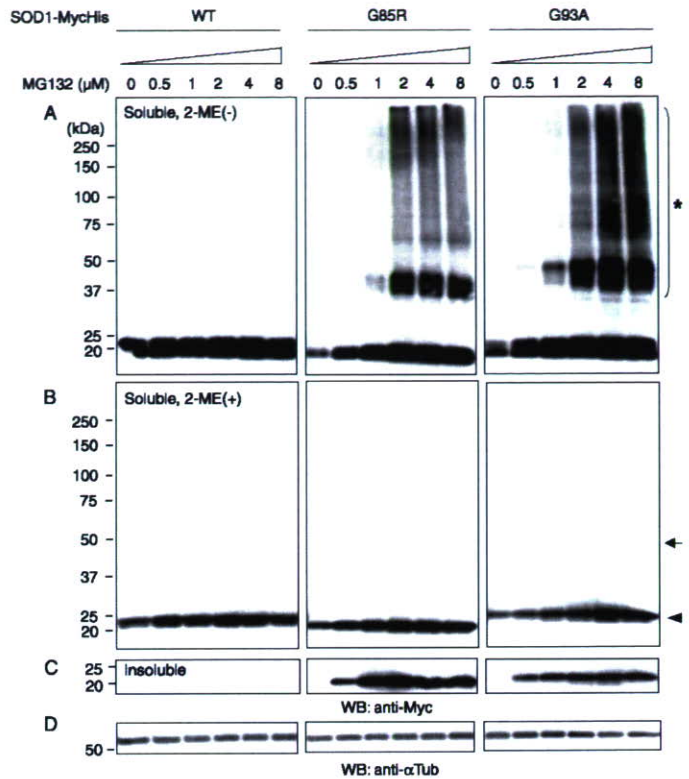 SOD1-MycHis WT G85R G93A
MG132 (μM) 0 0.5 1 2 4 8 0 0.5 1 2 4 8 0 0.5 1 2 4 8
A Soluble, 2-ME(-)
(kDa)
250
150
100
75
*
50
37
25
20
B Soluble, 2-ME(+)
250
150
100
75
50
37
25
20
C 25 Insoluble
20
WB: anti-Myc
D
50
WB: anti-αTub